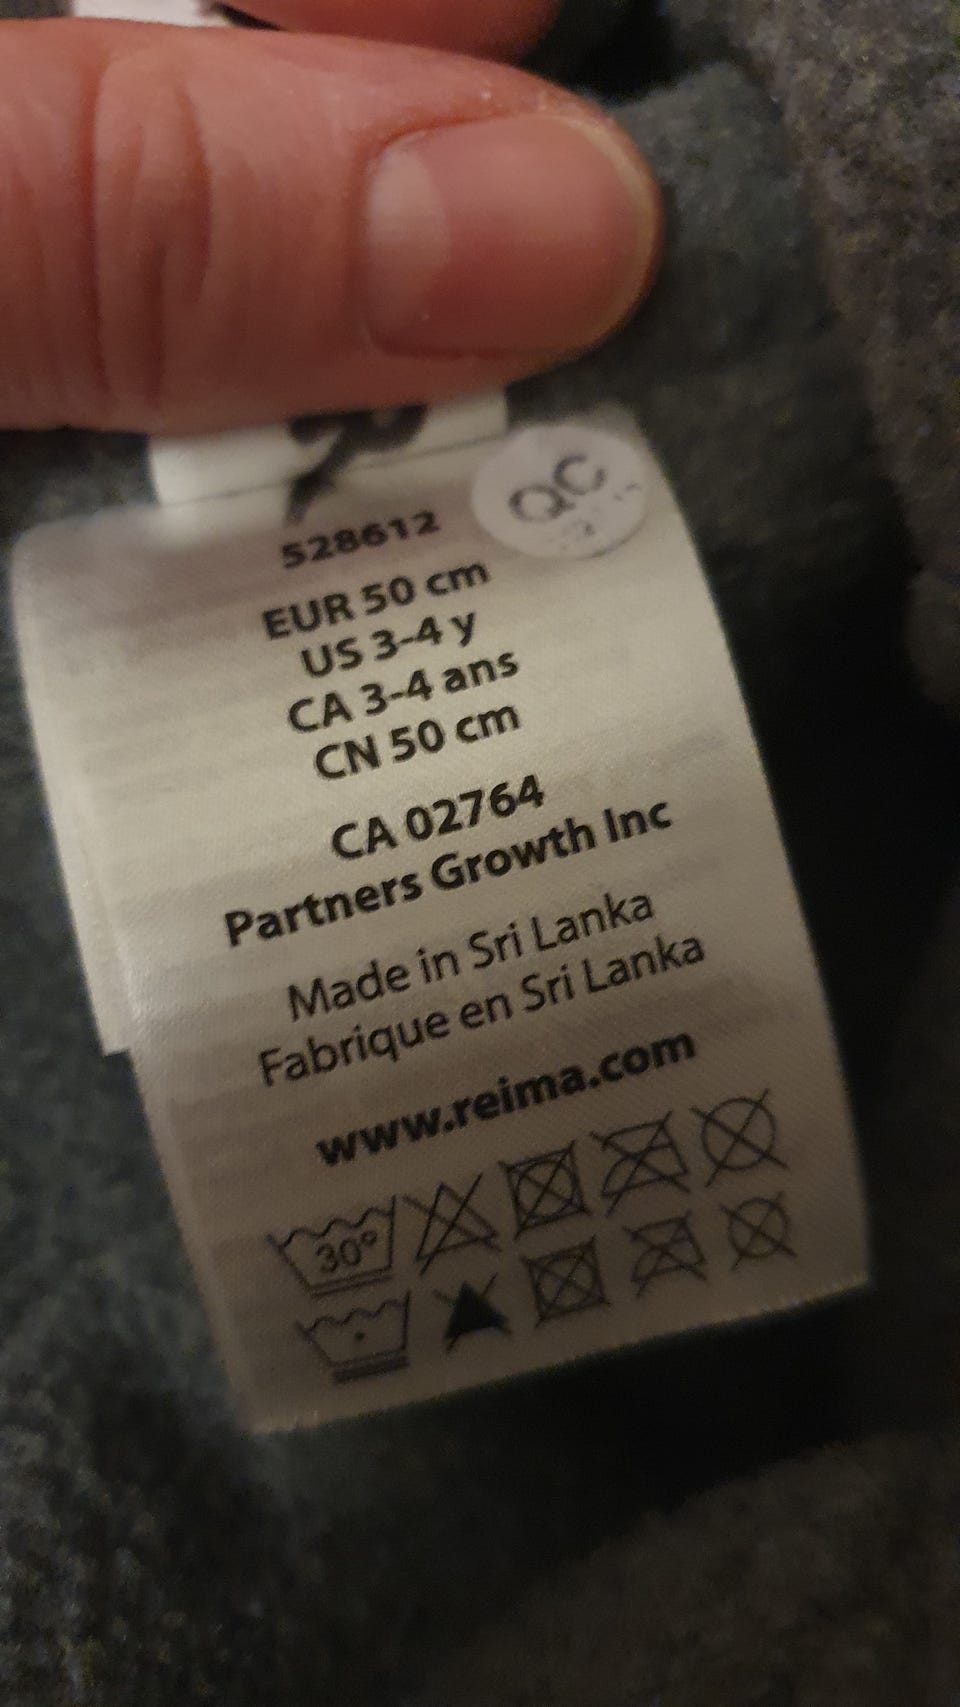 QC
528612
EUR 50 cm
US 3-4 y
CA 3-4 ans
CN 50 cm
CA 02764
Partners Growth Inc
Made in Sri Lanka
Fabrique en Sri Lanka
www.reima.com
30°